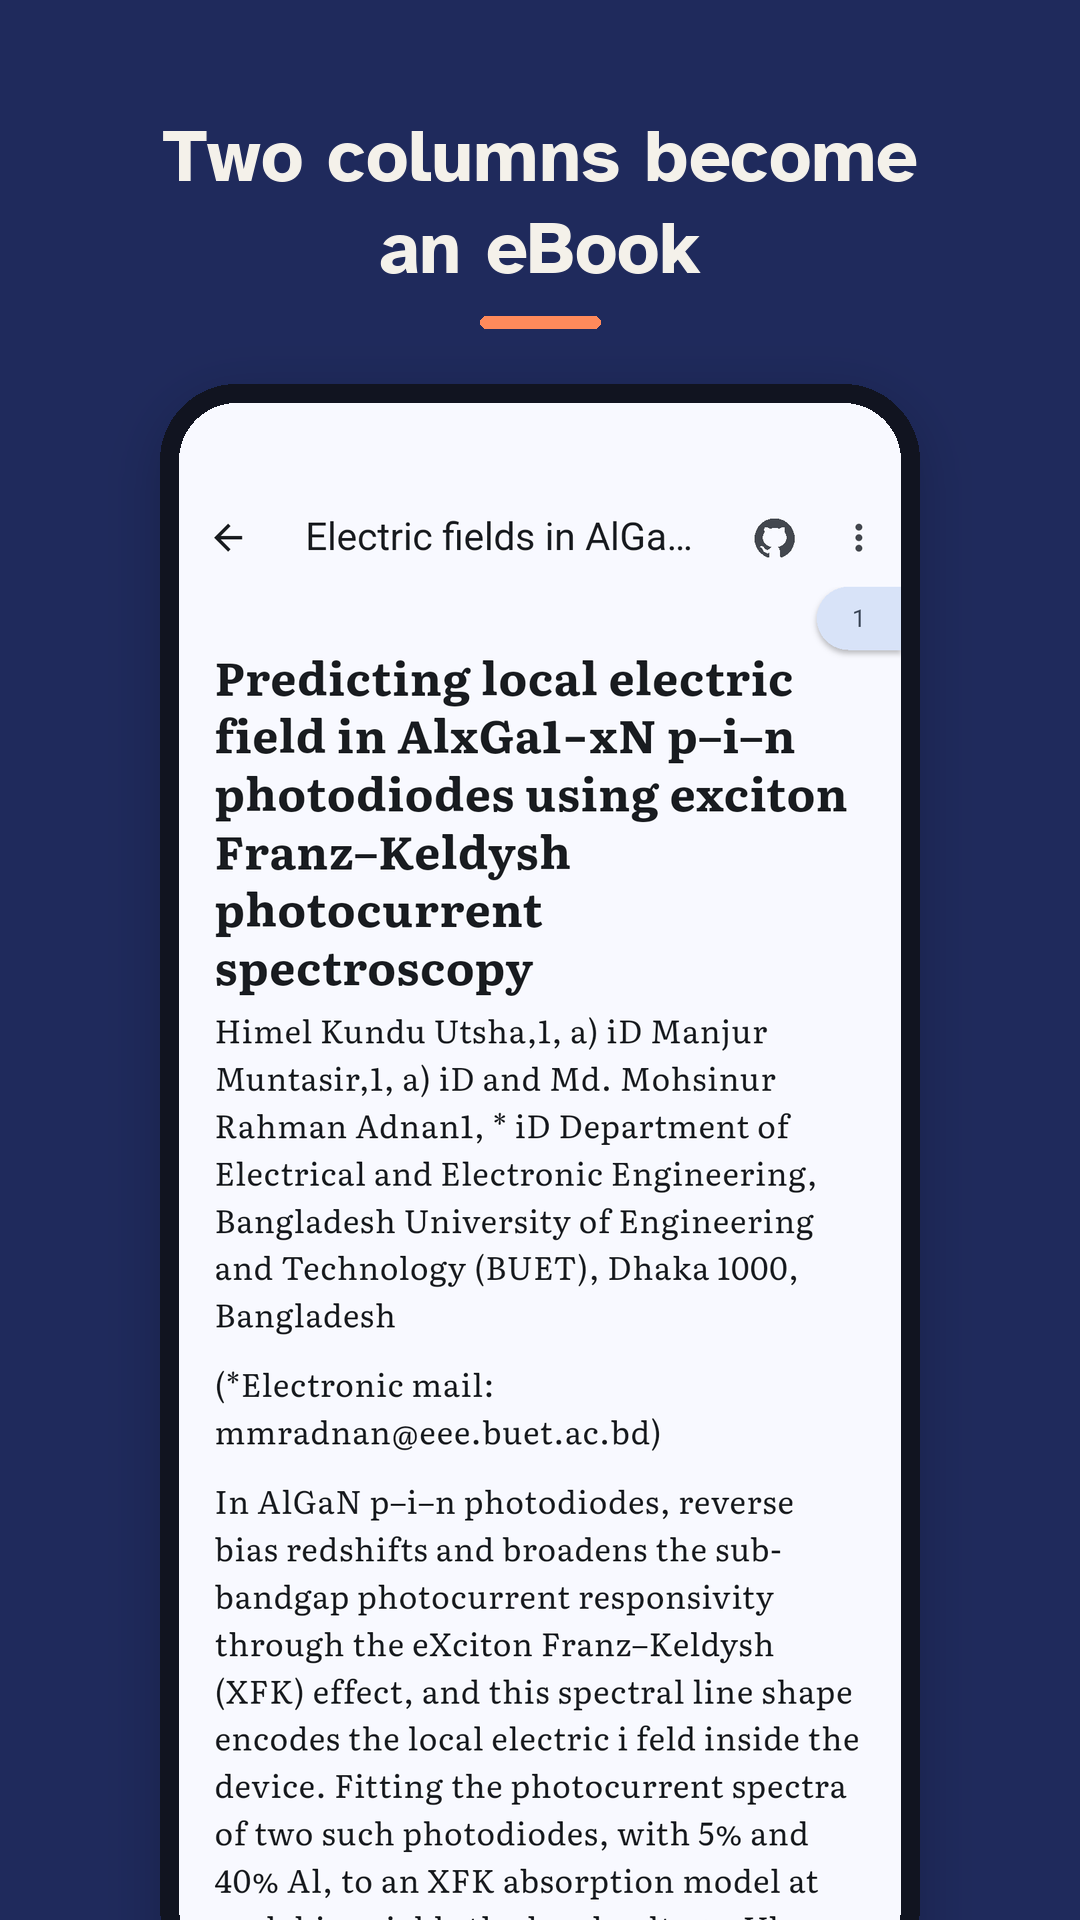 Two columns become
an eBook
Electric fields in AlGa...
1
Predicting local electric
field in AlxGa1−xN p–i–n
photodiodes using exciton
Franz–Keldysh
photocurrent
spectroscopy
Himel Kundu Utsha,1, a) iD Manjur
Muntasir,1, a) iD and Md. Mohsinur
Rahman Adnan1, * iD Department of
Electrical and Electronic Engineering,
Bangladesh University of Engineering
and Technology (BUET), Dhaka 1000,
Bangladesh
(*Electronic mail:
mmradnan@eee.buet.ac.bd)
In AlGaN p–i–n photodiodes, reverse
bias redshifts and broadens the sub-
bandgap photocurrent responsivity
through the eXciton Franz–Keldysh
(XFK) effect, and this spectral line shape
encodes the local electric i feld inside the
device. Fitting the photocurrent spectra
of two such photodiodes, with 5% and
40% Al, to an XFK absorption model at